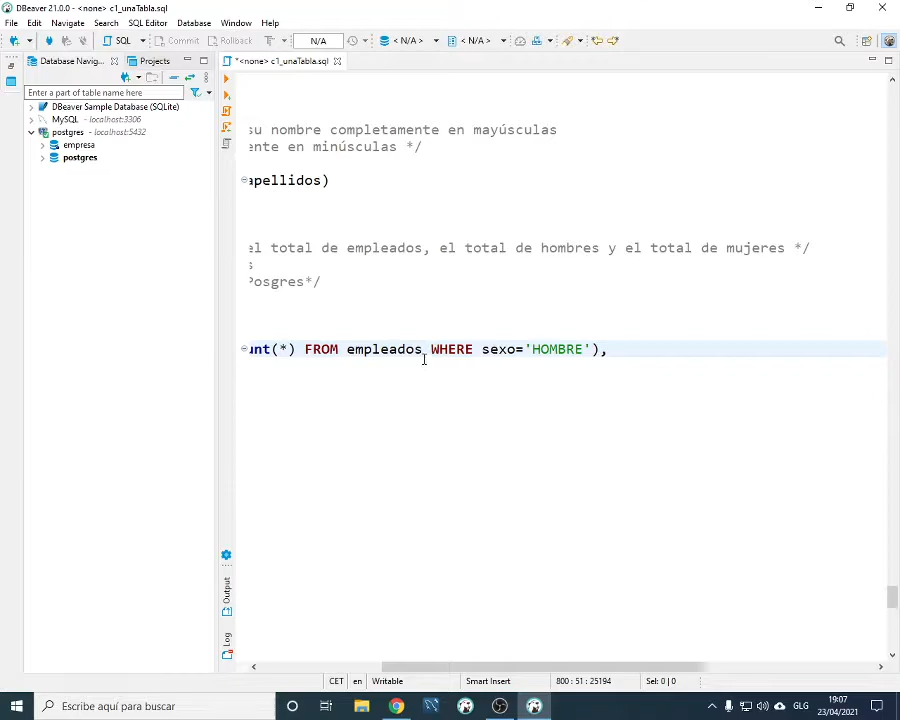 DBeaver 21.0.0 - <none> c1_unaTabla.sql
File Edit Navigate Search SQL Editor Database Window Help
SQL Commit Rollback N/A < N/A > < N/A >
Database Navig... Projects *<none> c1_unaTabla.sql
Enter a part of table name here
DBeaver Sample Database (SQLite)
MySQL - localhost:3306
postgres - localhost:5432
empresa
postgres
su nombre completamente en mayúsculas
ente en minúsculas */
apellidos)
el total de empleados, el total de hombres y el total de mujeres */
s
Posgres*/
unt(*) FROM empleados WHERE sexo='HOMBRE'),
Output
Log
CET en Writable Smart Insert 800 : 51 : 25194 Sel: 0 | 0
Escribe aquí para buscar
GLG
19:07
23/04/2021